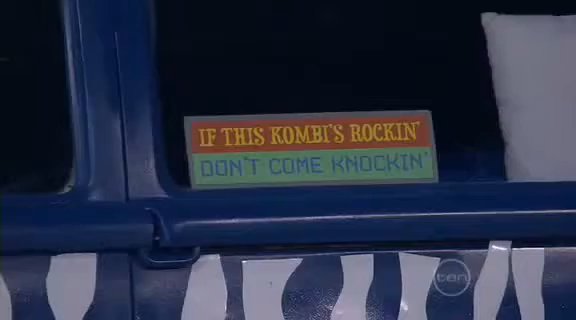 IF THIS KOMBI'S ROCKIN'
DON'T COME KNOCKIN'
ten